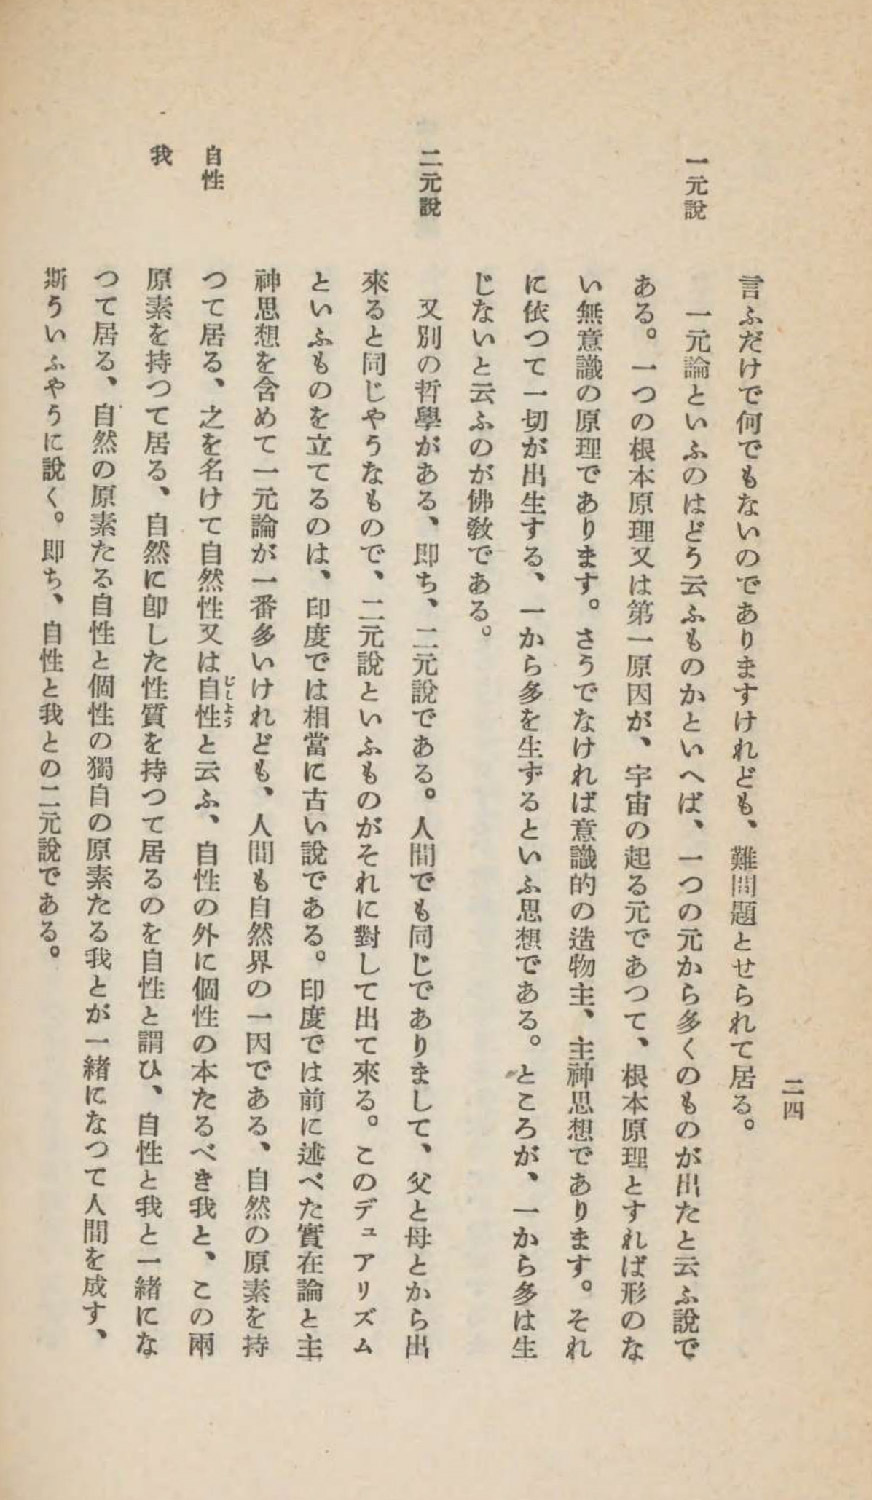 二四
言ふだけで何でもないのでありますけれども、難問題とせられて居る。
一元說
一元論といふのはどう云ふものかといへば、一つの元から多くのものが出たと云ふ說で
ある。一つの根本原理又は第一原因が、宇宙の起る元であつて、根本原理とすれば形のな
い無意識の原理であります。さうでなければ意識的の造物主、主神思想であります。それ
に依つて一切が出生する、一から多を生ずるといふ思想である。ところが、一から多は生
じないと云ふのが佛敎である。
二元說
又別の哲學がある、卽ち、二元說である。人間でも同じでありまして、父と母とから出
來ると同じやうなもので、二元說といふものがそれに對して出て來る。このデュアリズム
といふものを立てるのは、印度では相當に古い說である。印度では前に述べた實在論と主
神思想を含めて一元論が一番多いけれども、人間も自然界の一因である、自然の原素を持
自性
つて居る、之を名けて自然性又は自性と云ふ、自性の外に個性の本たるべき我と、この兩
じしよう
我
原素を持つて居る、自然に卽した性質を持つて居るのを自性と謂ひ、自性と我と一緖にな
つて居る、自然の原素たる自性と個性の獨自の原素たる我とが一緖になつて人間を成す、
斯ういふやうに說く。卽ち、自性と我との二元說である。